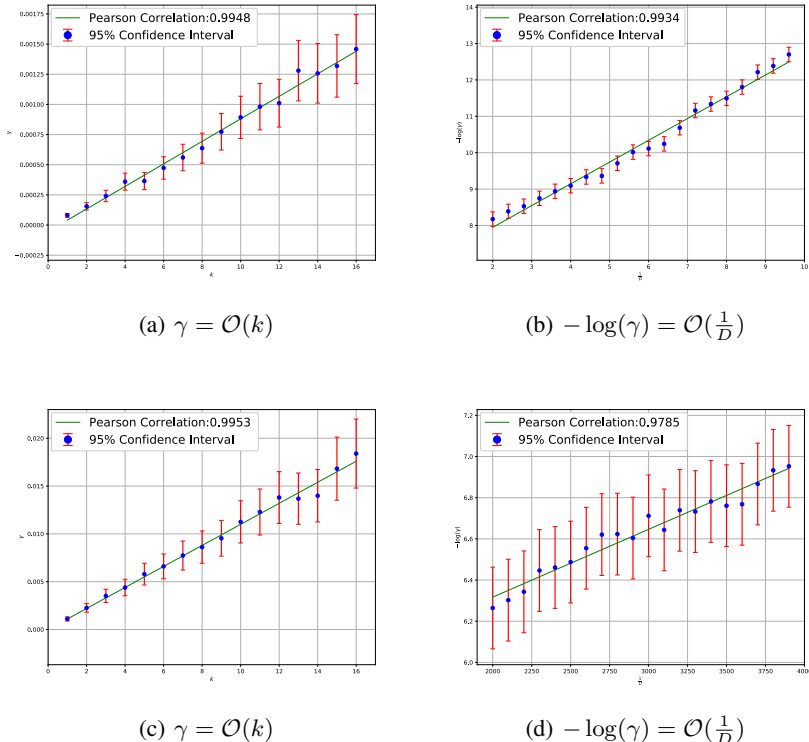 Pearson Correlation:0.9948
95% Confidence Interval
0.00175
0.00150
0.00125
0.00100
0.00075
0.00050
0.00025
0.00000
−0.00025
γ
0 2 4 6 8 10 12 14 16
k
(a) γ = O(k)
Pearson Correlation:0.9934
95% Confidence Interval
14
13
12
11
10
9
8
−log(γ)
2 3 4 5 6 7 8 9 10
1/D
(b) − log(γ) = O(1/D)
Pearson Correlation:0.9953
95% Confidence Interval
0.020
0.015
0.010
0.005
0.000
γ
0 2 4 6 8 10 12 14 16
k
(c) γ = O(k)
Pearson Correlation:0.9785
95% Confidence Interval
7.2
7.0
6.8
6.6
6.4
6.2
6.0
−log(γ)
2000 2250 2500 2750 3000 3250 3500 3750 4000
1/D
(d) − log(γ) = O(1/D)